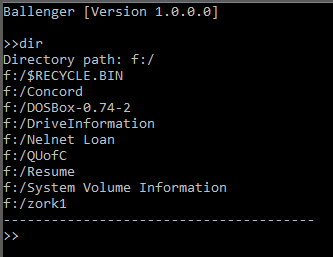 Ballenger [Version 1.0.0.0]
>>dir
Directory path: f:/
f:/$RECYCLE.BIN
f:/Concord
f:/DOSBox-0.74-2
f:/DriveInformation
f:/Nelnet Loan
f:/QUofC
f:/Resume
f:/System Volume Information
f:/zork1
---------------------------------------
>>